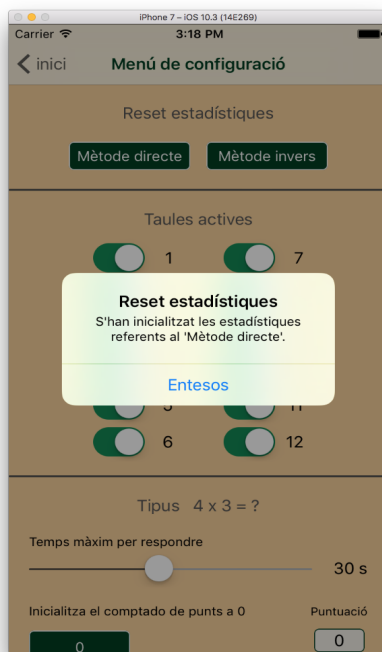 iPhone 7 – iOS 10.3 (14E269)
Carrier 3:18 PM
inici Menú de configuració
Reset estadístiques
Mètode directe Mètode invers
Taules actives
1 7
Reset estadístiques
S'han inicialitzat les estadístiques
referents al 'Mètode directe'.
Entesos
5 11
6 12
Tipus 4 x 3 = ?
Temps màxim per respondre
30 s
Inicialitza el comptado de punts a 0 Puntuació
0 0